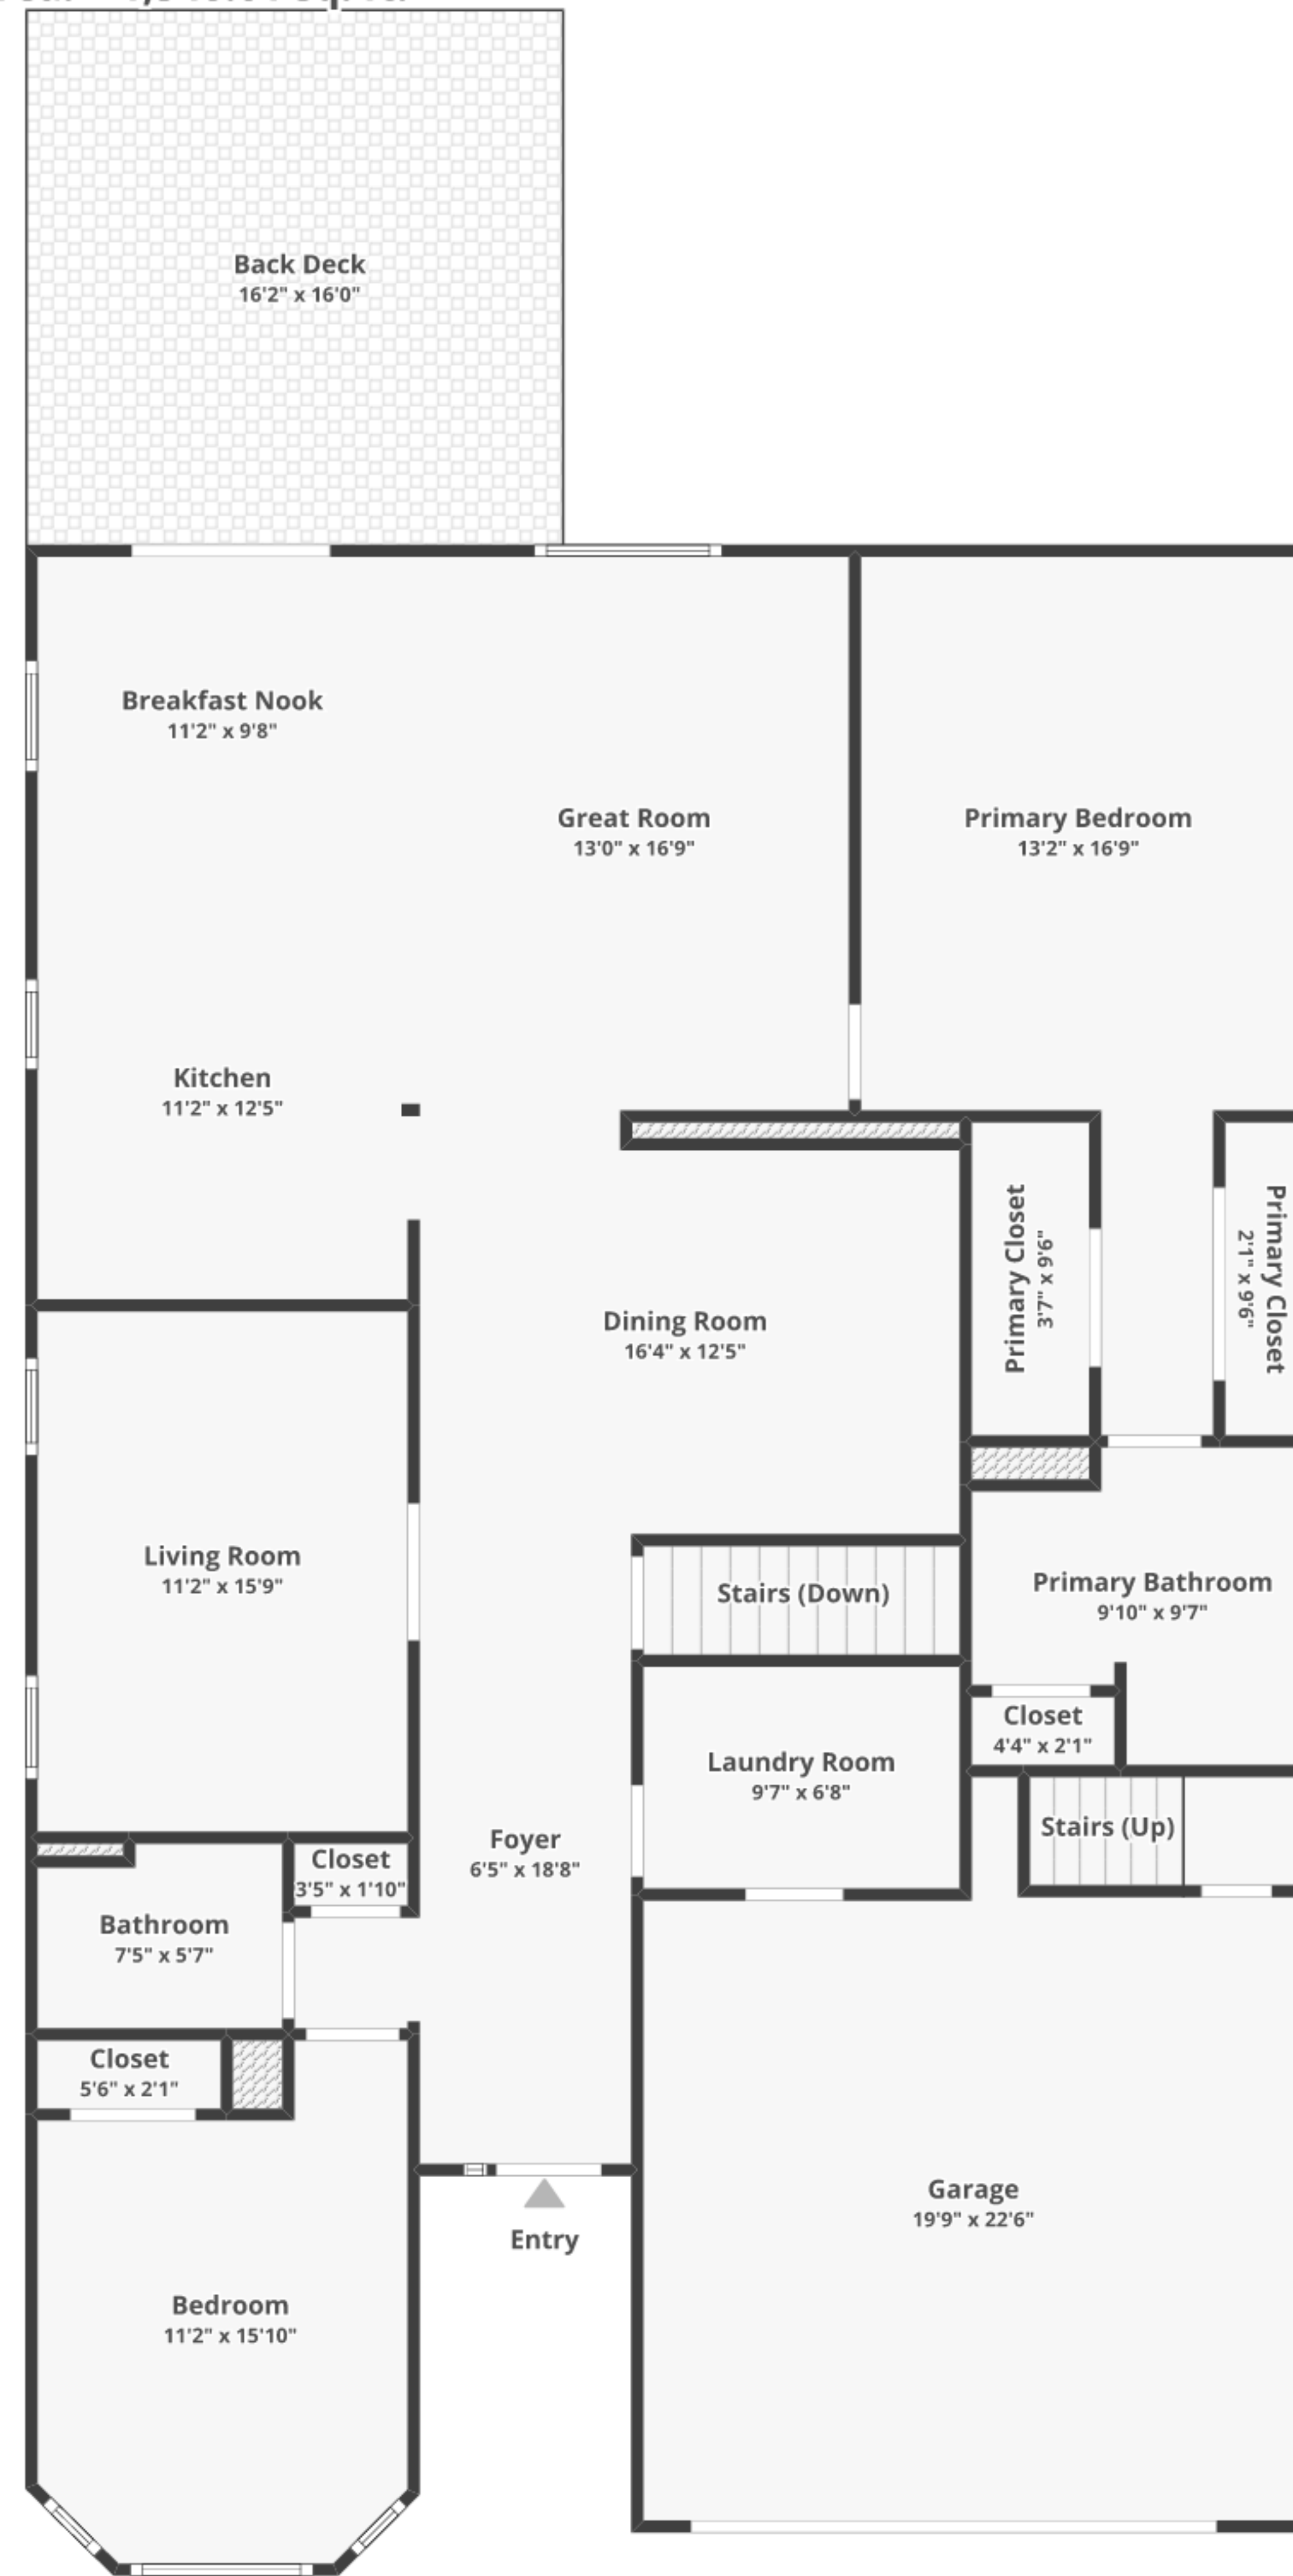 Back Deck
16'2" x 16'0"
Breakfast Nook
11'2" x 9'8"
Great Room
13'0" x 16'9"
Primary Bedroom
13'2" x 16'9"
Kitchen
11'2" x 12'5"
Primary Closet
3'7" x 9'6"
Primary Closet
2'1" x 9'6"
Dining Room
16'4" x 12'5"
Living Room
11'2" x 15'9"
Stairs (Down)
Primary Bathroom
9'10" x 9'7"
Closet
4'4" x 2'1"
Laundry Room
9'7" x 6'8"
Stairs (Up)
Foyer
6'5" x 18'8"
Closet
3'5" x 1'10"
Bathroom
7'5" x 5'7"
Closet
5'6" x 2'1"
Garage
19'9" x 22'6"
Entry
Bedroom
11'2" x 15'10"